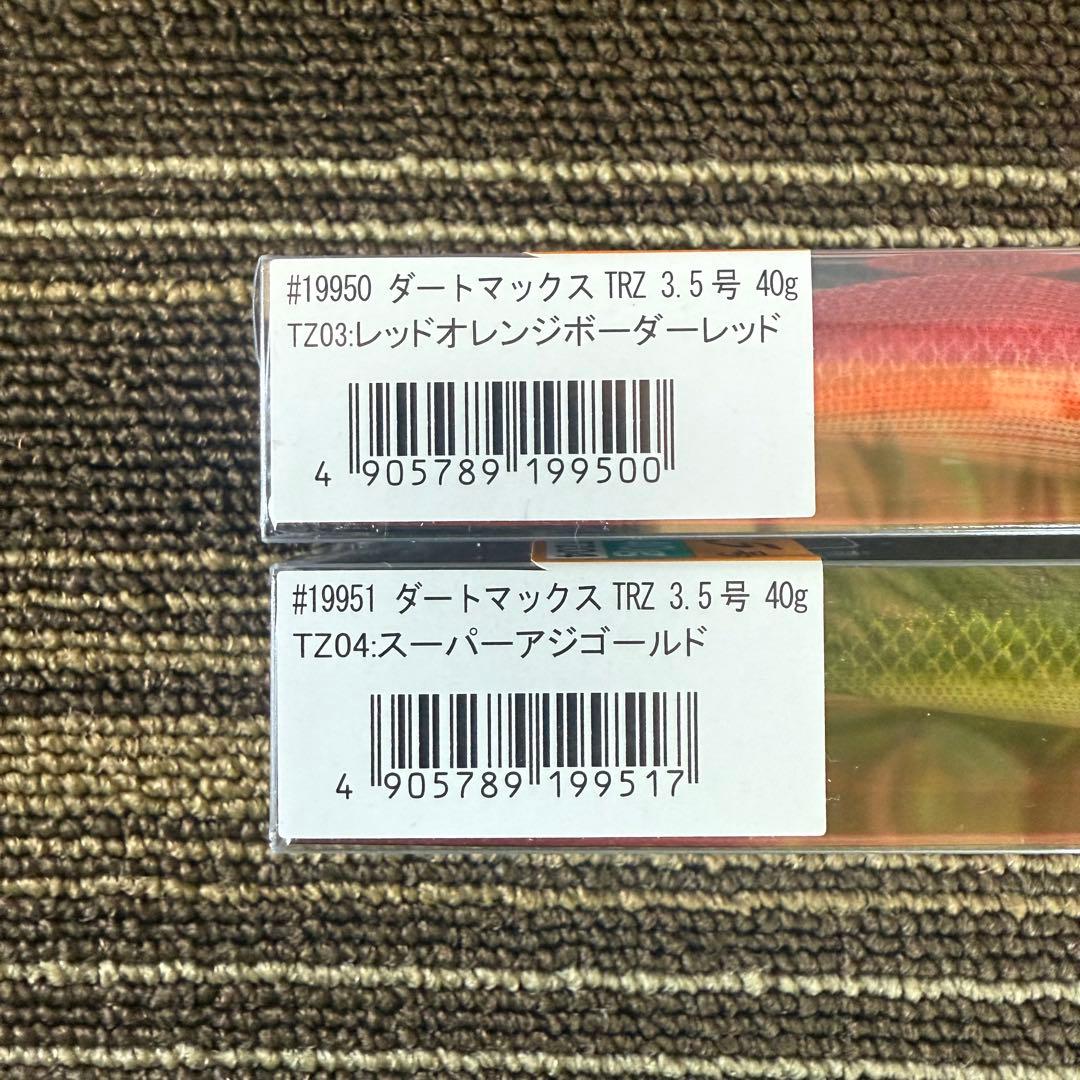 #19950 ダートマックス TRZ 3.5号 40g
TZ03:レッドオレンジボーダーレッド
4 905789 199500
#19951 ダートマックス TRZ 3.5号 40g
TZ04:スーパーアジゴールド
4 905789 199517